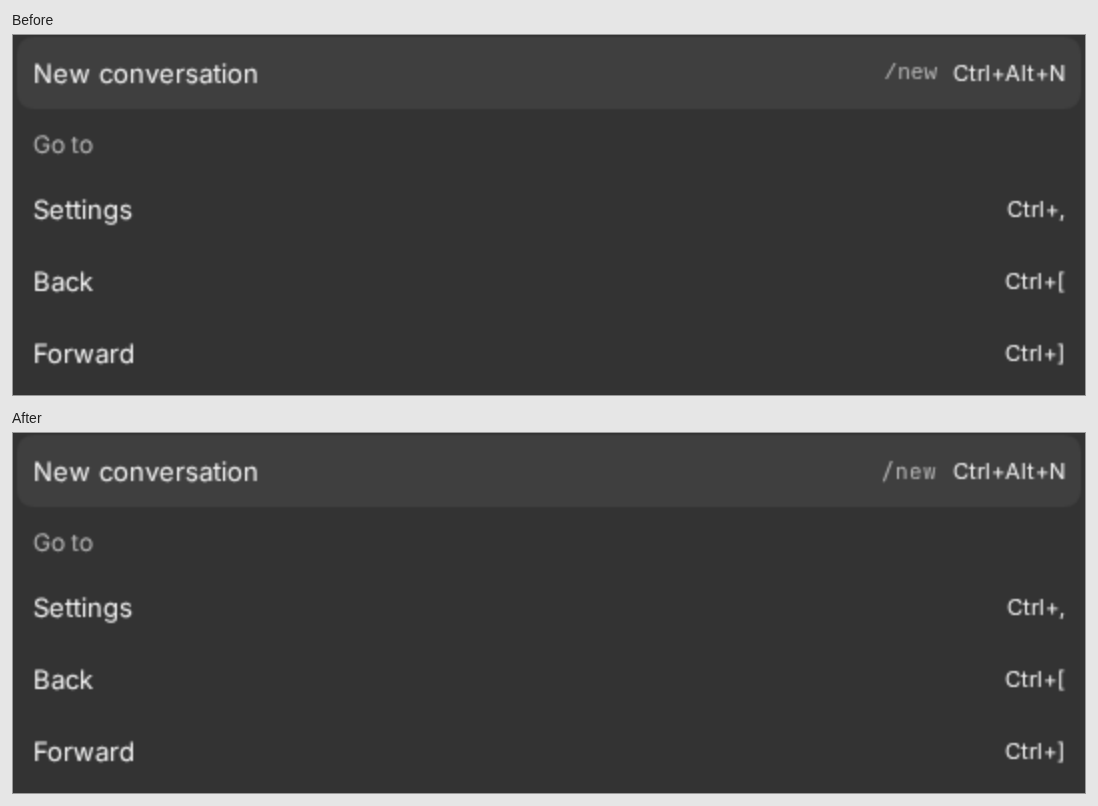 Before
New conversation /new Ctrl+Alt+N
Go to
Settings Ctrl+,
Back Ctrl+[
Forward Ctrl+]
After
New conversation /new Ctrl+Alt+N
Go to
Settings Ctrl+,
Back Ctrl+[
Forward Ctrl+]